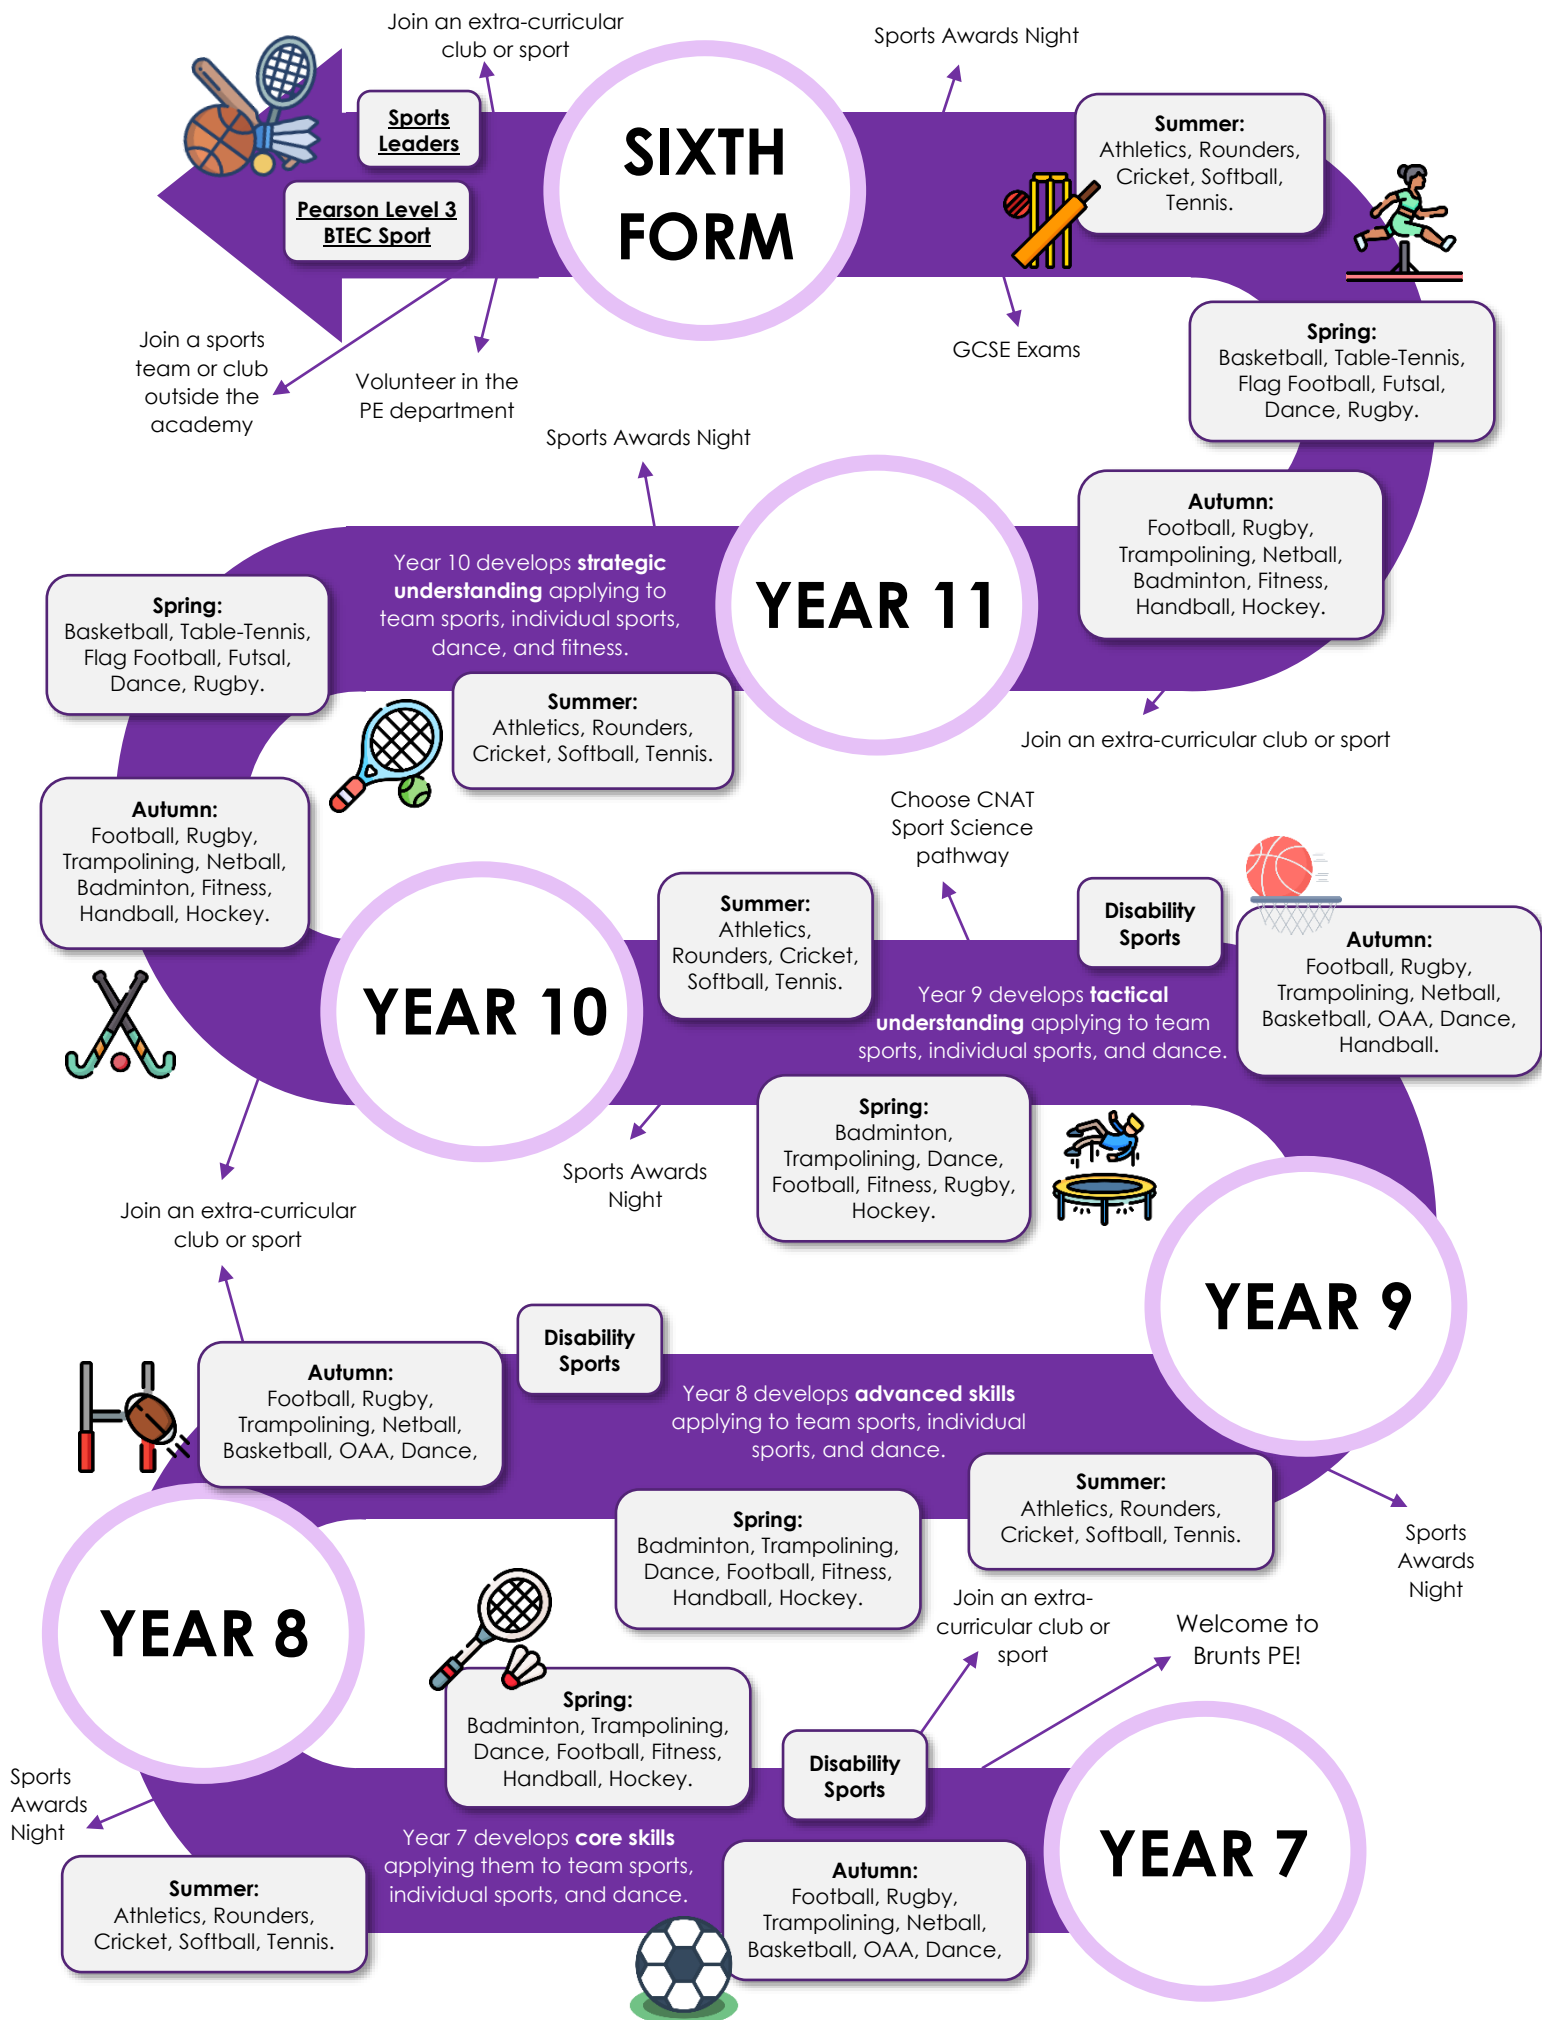 Join an extra-curricular
club or sport
Sports Awards Night
Sports
Leaders
Pearson Level 3
BTEC Sport
SIXTH
FORM
Summer:
Athletics, Rounders,
Cricket, Softball,
Tennis.
Join a sports
team or club
outside the
academy
Volunteer in the
PE department
GCSE Exams
Spring:
Basketball, Table-Tennis,
Flag Football, Futsal,
Dance, Rugby.
Sports Awards Night
Autumn:
Football, Rugby,
Trampolining, Netball,
Badminton, Fitness,
Handball, Hockey.
YEAR 11
Year 10 develops strategic
understanding applying to
team sports, individual sports,
dance, and fitness.
Spring:
Basketball, Table-Tennis,
Flag Football, Futsal,
Dance, Rugby.
Summer:
Athletics, Rounders,
Cricket, Softball, Tennis.
Join an extra-curricular club or sport
Autumn:
Football, Rugby,
Trampolining, Netball,
Badminton, Fitness,
Handball, Hockey.
Choose CNAT
Sport Science
pathway
YEAR 10
Summer:
Athletics,
Rounders, Cricket,
Softball, Tennis.
Disability
Sports
Autumn:
Football, Rugby,
Trampolining, Netball,
Basketball, OAA, Dance,
Handball.
Year 9 develops tactical
understanding applying to team
sports, individual sports, and dance.
Spring:
Badminton,
Trampolining, Dance,
Football, Fitness, Rugby,
Hockey.
Sports Awards
Night
Join an extra-curricular
club or sport
YEAR 9
Disability
Sports
Autumn:
Football, Rugby,
Trampolining, Netball,
Basketball, OAA, Dance,
Year 8 develops advanced skills
applying to team sports, individual
sports, and dance.
Summer:
Athletics, Rounders,
Cricket, Softball, Tennis.
Spring:
Badminton, Trampolining,
Dance, Football, Fitness,
Handball, Hockey.
Sports
Awards
Night
YEAR 8
Join an extra-
curricular club or
sport
Welcome to
Brunts PE!
Spring:
Badminton, Trampolining,
Dance, Football, Fitness,
Handball, Hockey.
Disability
Sports
Sports
Awards
Night
Year 7 develops core skills
applying them to team sports,
individual sports, and dance.
YEAR 7
Summer:
Athletics, Rounders,
Cricket, Softball, Tennis.
Autumn:
Football, Rugby,
Trampolining, Netball,
Basketball, OAA, Dance,